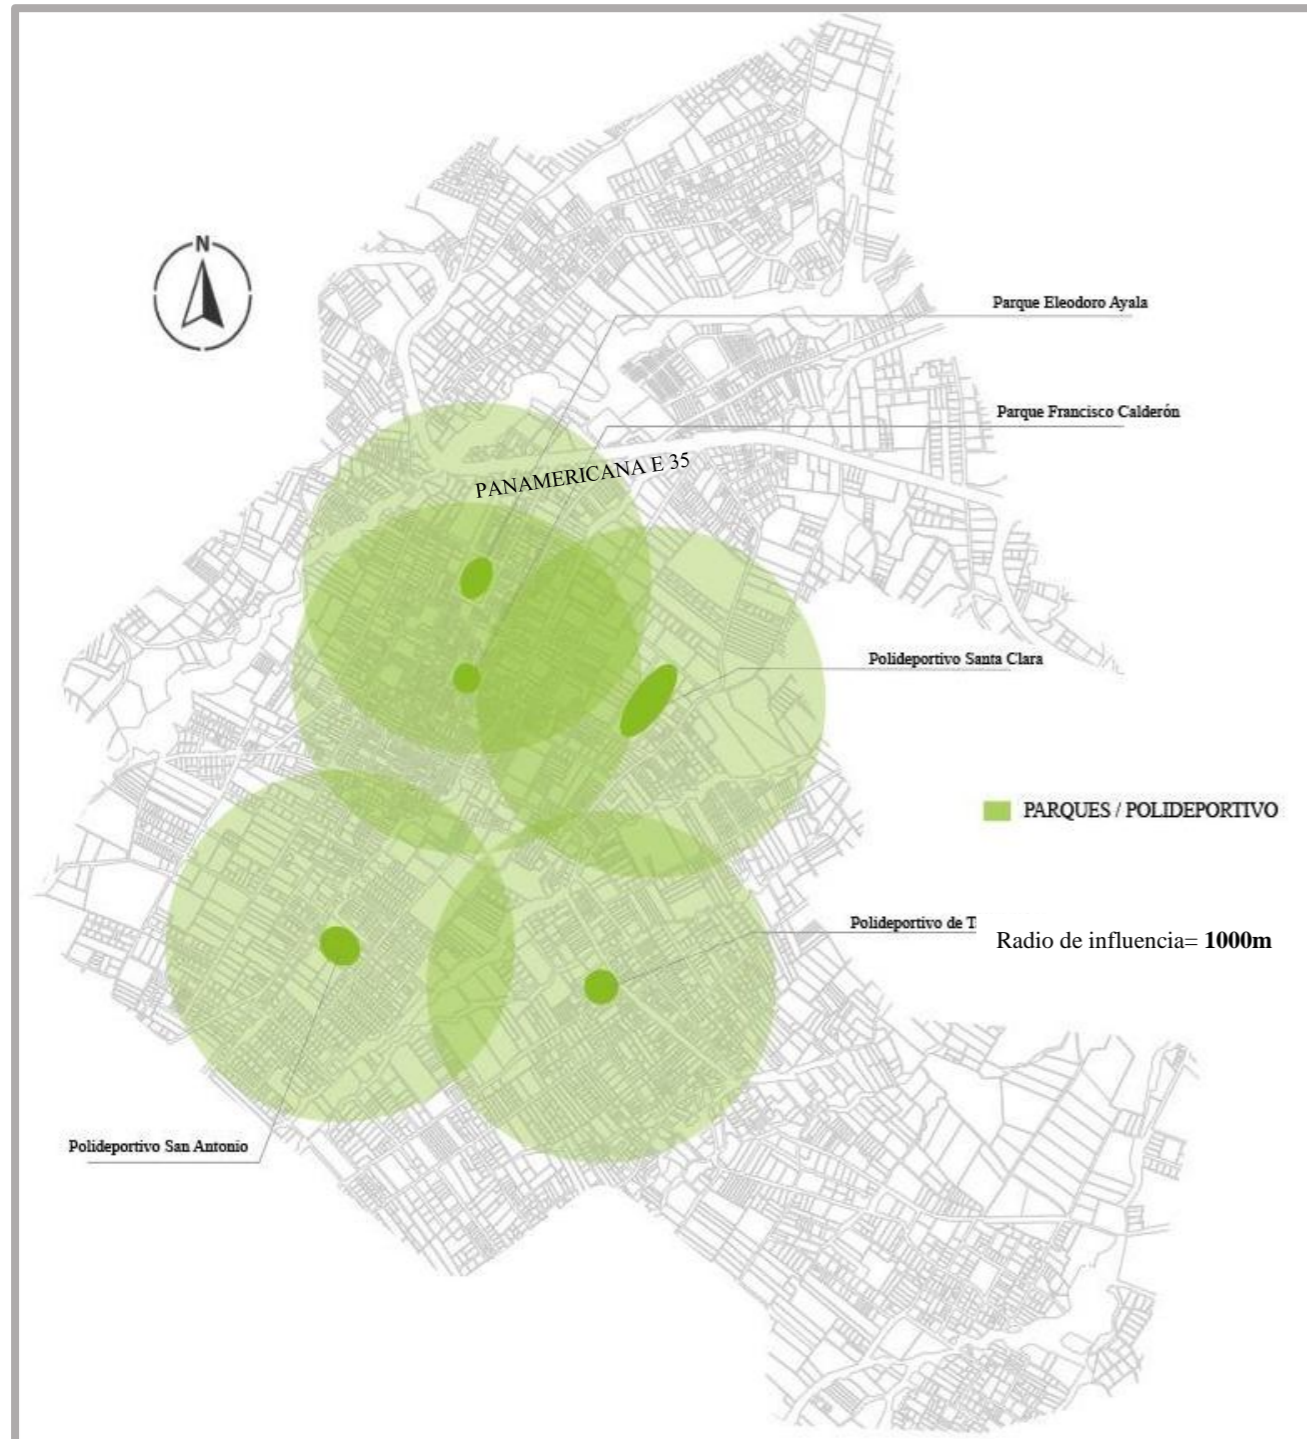 N
Parque Eleodoro Ayala
Parque Francisco Calderón
PANAMERICANA E 35
Polideportivo Santa Clara
PARQUES / POLIDEPORTIVO
Polideportivo de
Radio de influencia= 1000m
Polideportivo San Antonio